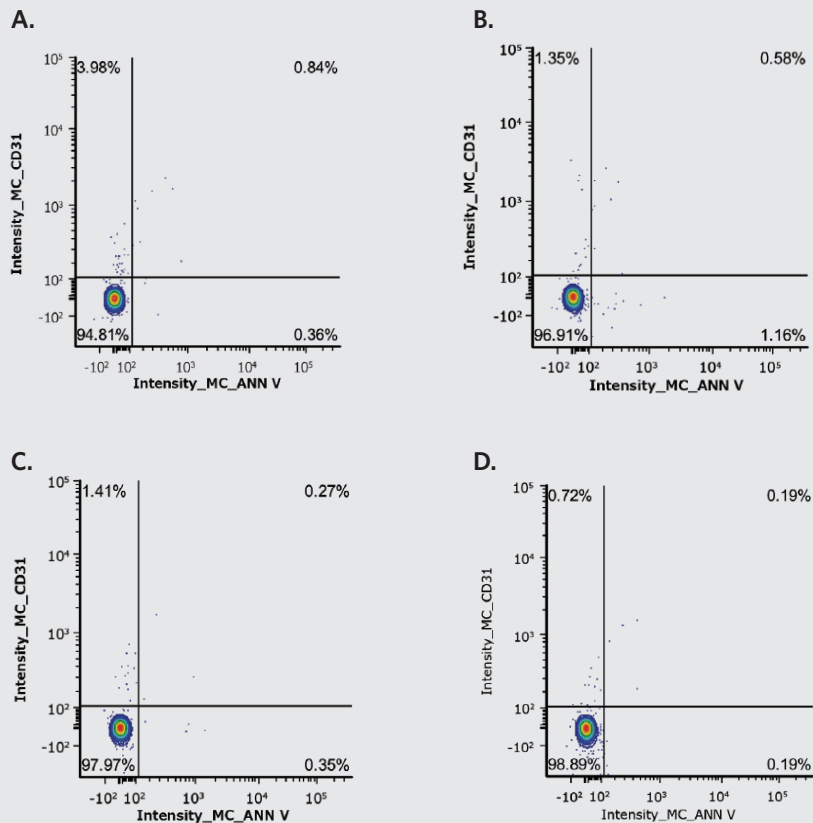 A.
10⁵
3.98%
0.84%
10⁴
10³
10²
-10²
94.81%
0.36%
-10² 10² 10³ 10⁴ 10⁵
Intensity_MC_CD31
Intensity_MC_ANN V
B.
10⁵
1.35%
0.58%
10⁴
10³
10²
-10²
96.91%
1.16%
-10² 10² 10³ 10⁴ 10⁵
Intensity_MC_CD31
Intensity_MC_ANN V
C.
10⁵
1.41%
0.27%
10⁴
10³
10²
-10²
97.97%
0.35%
-10² 10² 10³ 10⁴ 10⁵
Intensity_MC_CD31
Intensity_MC_ANN V
D.
10⁵
0.72%
0.19%
10⁴
10³
10²
-10²
98.89%
0.19%
-10² 10² 10³ 10⁴ 10⁵
Intensity_MC_CD31
Intensity_MC_ANN V